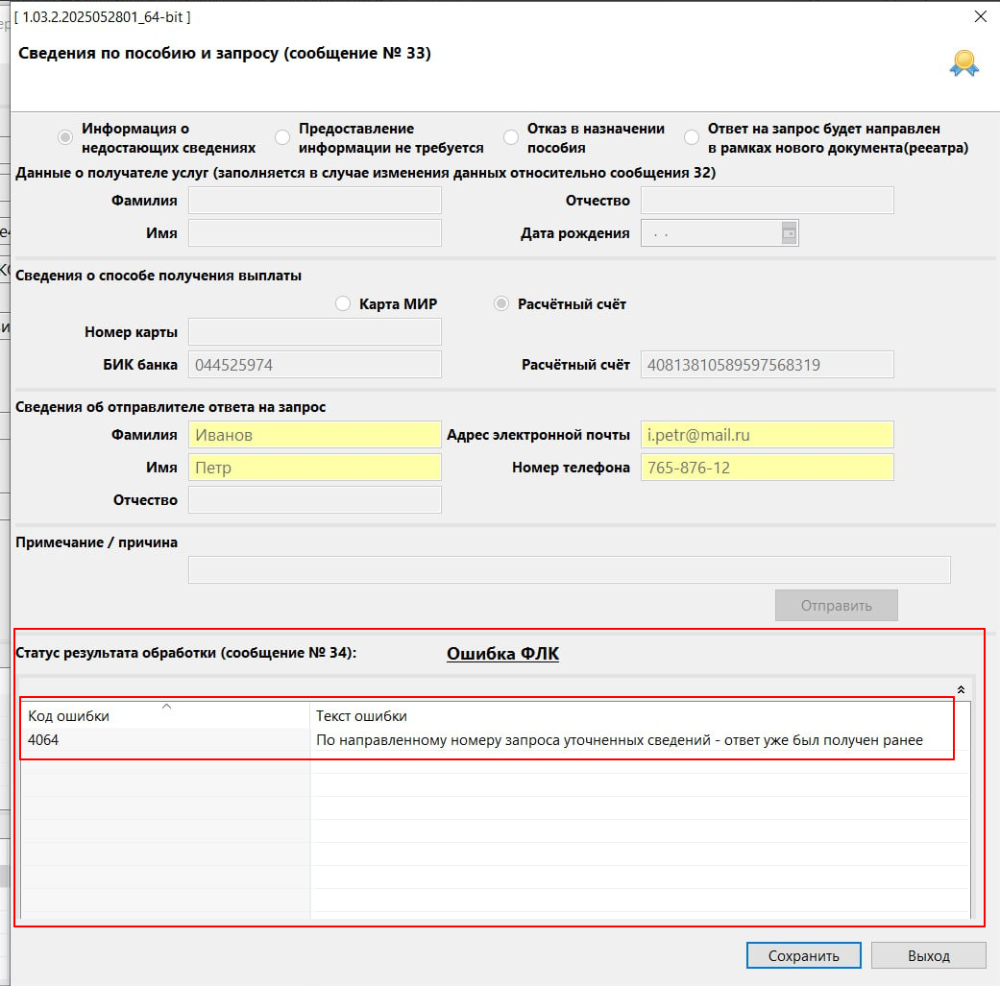 [ 1.03.2.2025052801_64-bit ]
Сведения по пособию и запросу (сообщение № 33)
Информация о недостающих сведениях
Предоставление информации не требуется
Отказ в назначении пособия
Ответ на запрос будет направлен в рамках нового документа(рееатра)
Данные о получателе услуг (заполняется в случае изменения данных относительно сообщения 32)
Фамилия Отчество
Имя Дата рождения . .
Сведения о способе получения выплаты
Карта МИР Расчётный счёт
Номер карты
БИК банка 044525974 Расчётный счёт 40813810589597568319
Сведения об отправлителе ответа на запрос
Фамилия Иванов Адрес электронной почты i.petr@mail.ru
Имя Петр Номер телефона 765-876-12
Отчество
Примечание / причина
Отправить
Статус результата обработки (сообщение № 34): Ошибка ФЛК
Код ошибки Текст ошибки
4064 По направленному номеру запроса уточненных сведений - ответ уже был получен ранее
Сохранить Выход